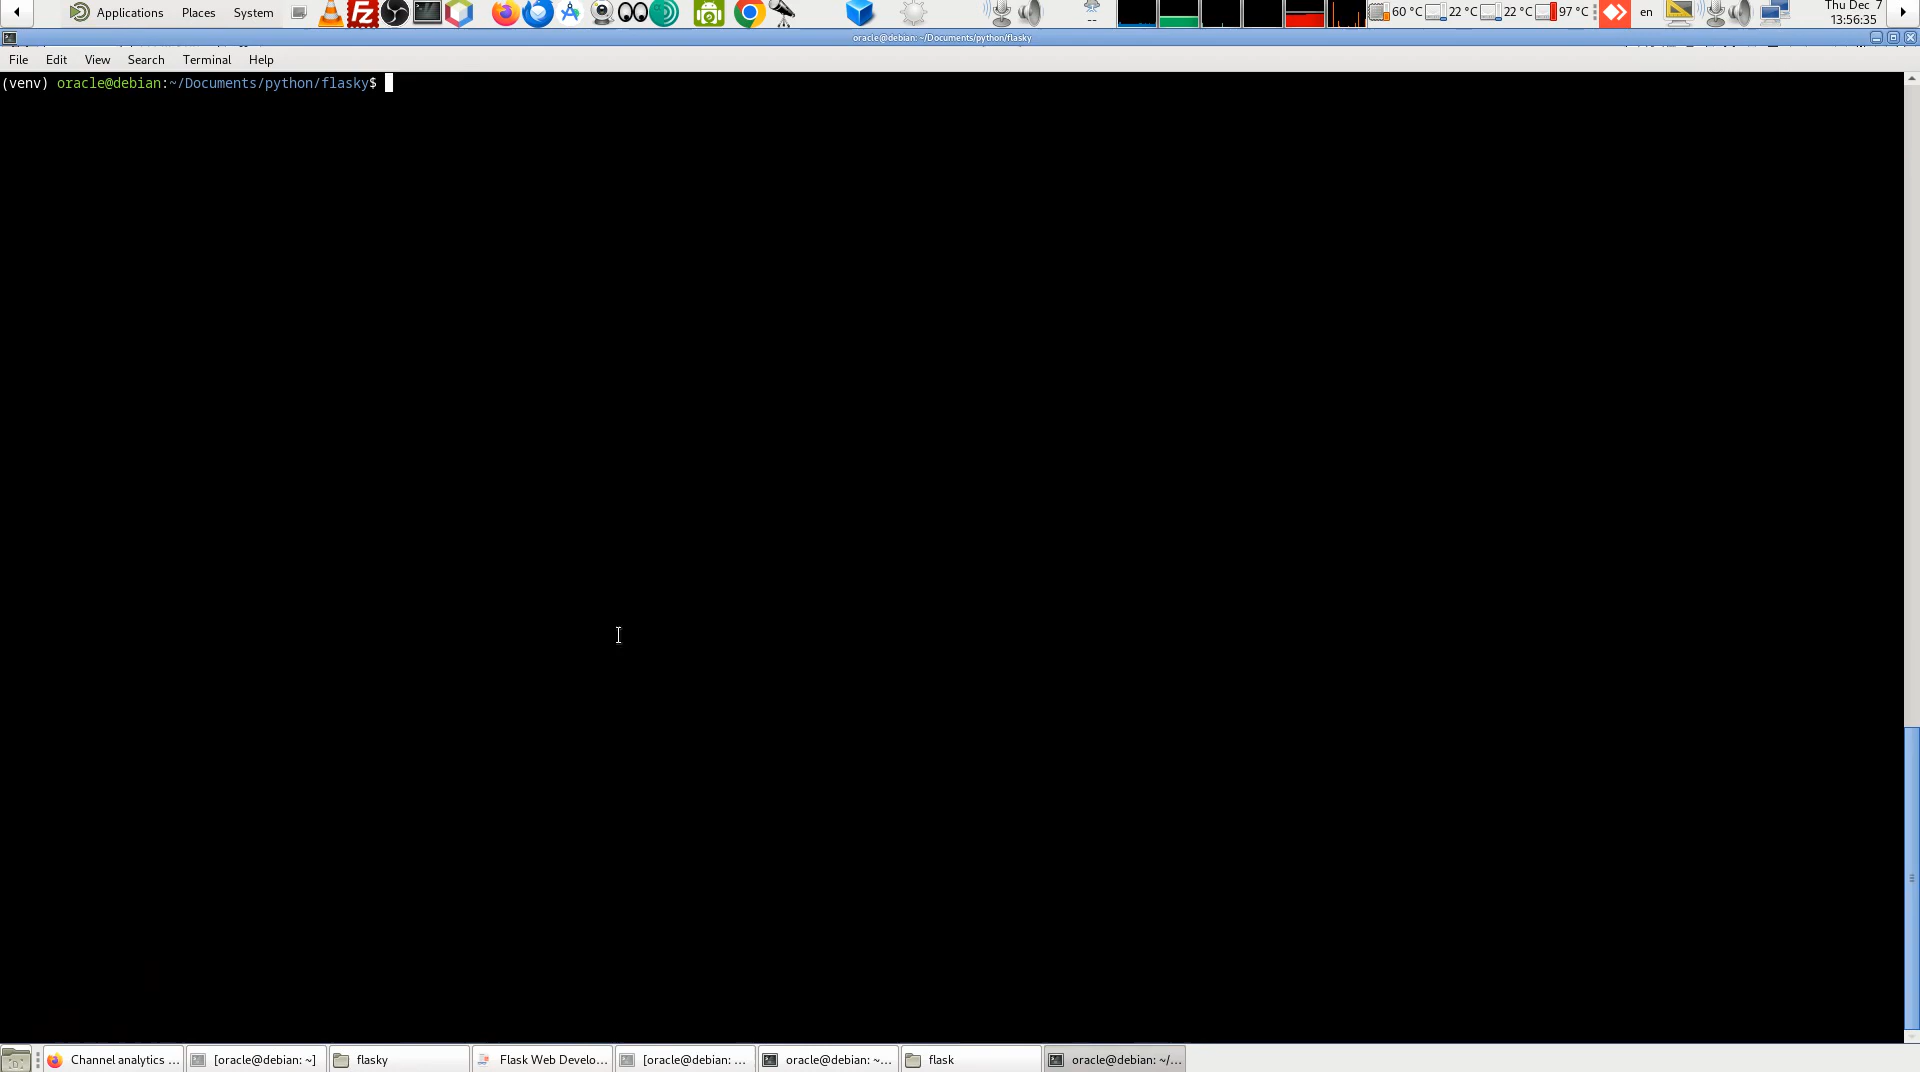 Applications Places System
60 °C 22 °C 22 °C 97 °C en
Thu Dec 7
13:56:35
oracle@debian: ~/Documents/python/flasky
File Edit View Search Terminal Help
(venv) oracle@debian:~/Documents/python/flasky$
Channel analytics ... [oracle@debian: ~] flasky Flask Web Develo... [oracle@debian: ... oracle@debian: ~... flask oracle@debian: ~/...